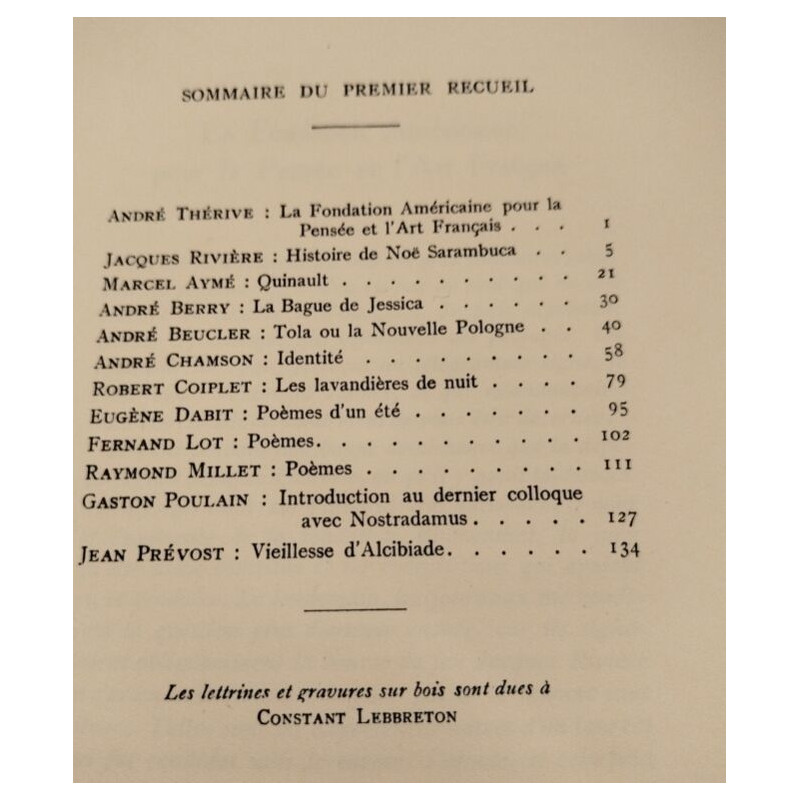 SOMMAIRE DU PREMIER RECUEIL
ANDRÉ THÉRIVE : La Fondation Américaine pour la
Pensée et l'Art Français . . . 1
JACQUES RIVIÈRE : Histoire de Noë Sarambuca . . 5
MARCEL AYMÉ : Quinault . . . . . . . . . . 21
ANDRÉ BERRY : La Bague de Jessica . . . . . . 30
ANDRÉ BEUCLER : Tola ou la Nouvelle Pologne . . 40
ANDRÉ CHAMSON : Identité . . . . . . . . . 58
ROBERT COIPLET : Les lavandières de nuit . . . . 79
EUGÈNE DABIT : Poèmes d'un été . . . . . . . 95
FERNAND LOT : Poèmes. . . . . . . . . . . 102
RAYMOND MILLET : Poèmes . . . . . . . . . 111
GASTON POULAIN : Introduction au dernier colloque
avec Nostradamus. . . . . 127
JEAN PRÉVOST : Vieillesse d'Alcibiade. . . . . . 134
Les lettrines et gravures sur bois sont dues à
CONSTANT LEBBRETON